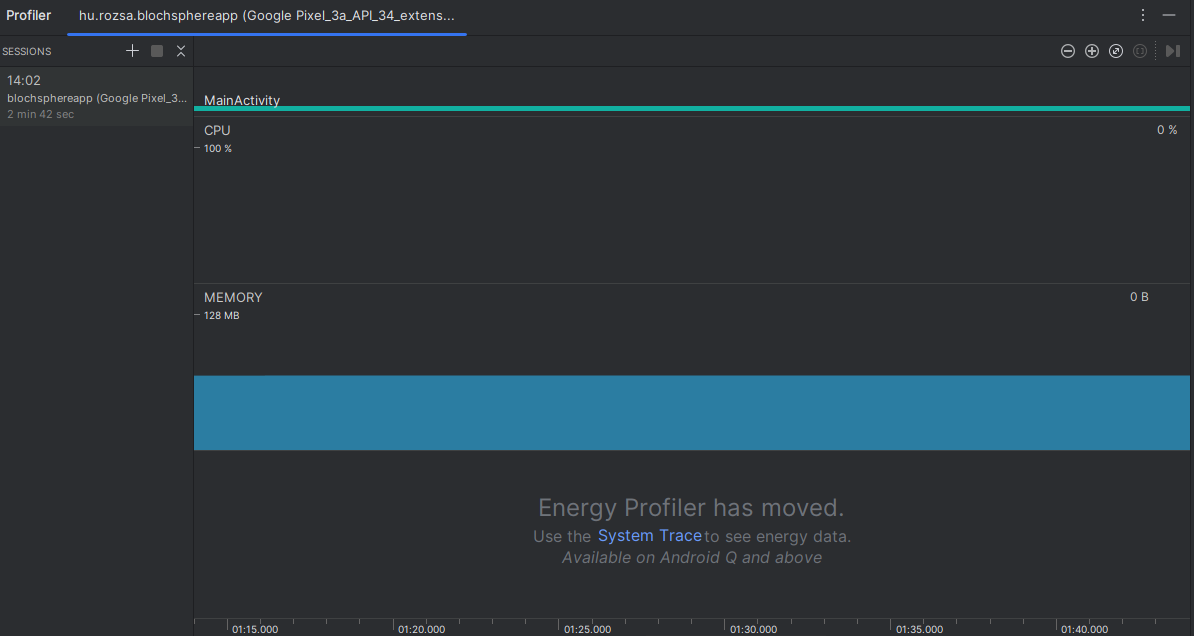 Profiler hu.rozsa.blochsphereapp (Google Pixel_3a_API_34_extens...
SESSIONS
14:02
blochsphereapp (Google Pixel_3...
2 min 42 sec
MainActivity
CPU 0 %
100 %
MEMORY 0 B
128 MB
Energy Profiler has moved.
Use the System Trace to see energy data.
Available on Android Q and above
01:15.000 01:20.000 01:25.000 01:30.000 01:35.000 01:40.000